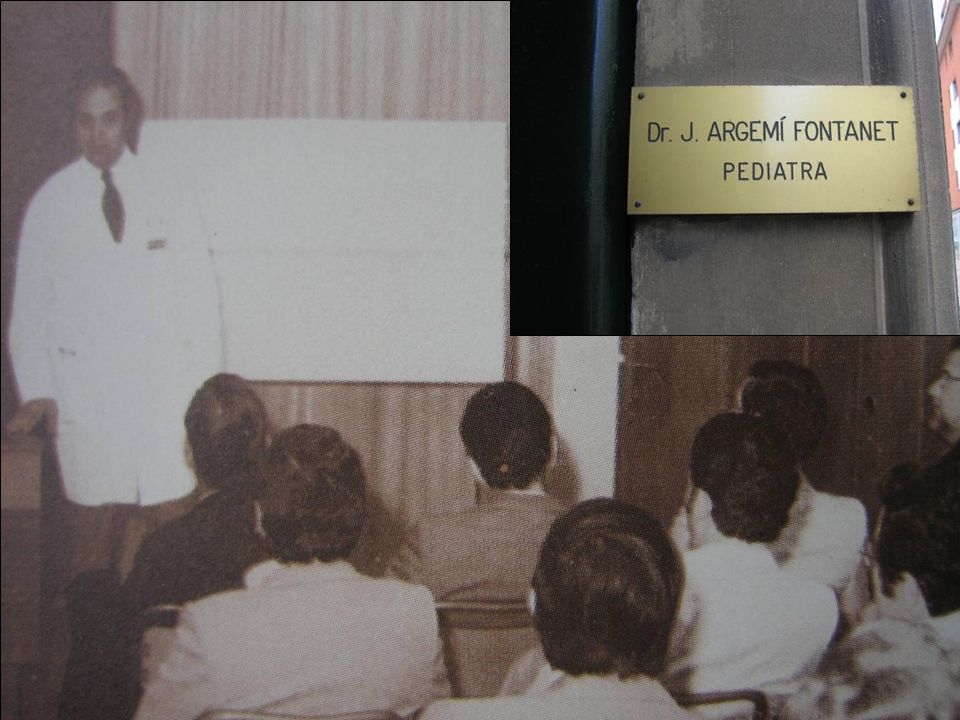 Dr. J. ARGEMÍ FONTANET
PEDIATRA